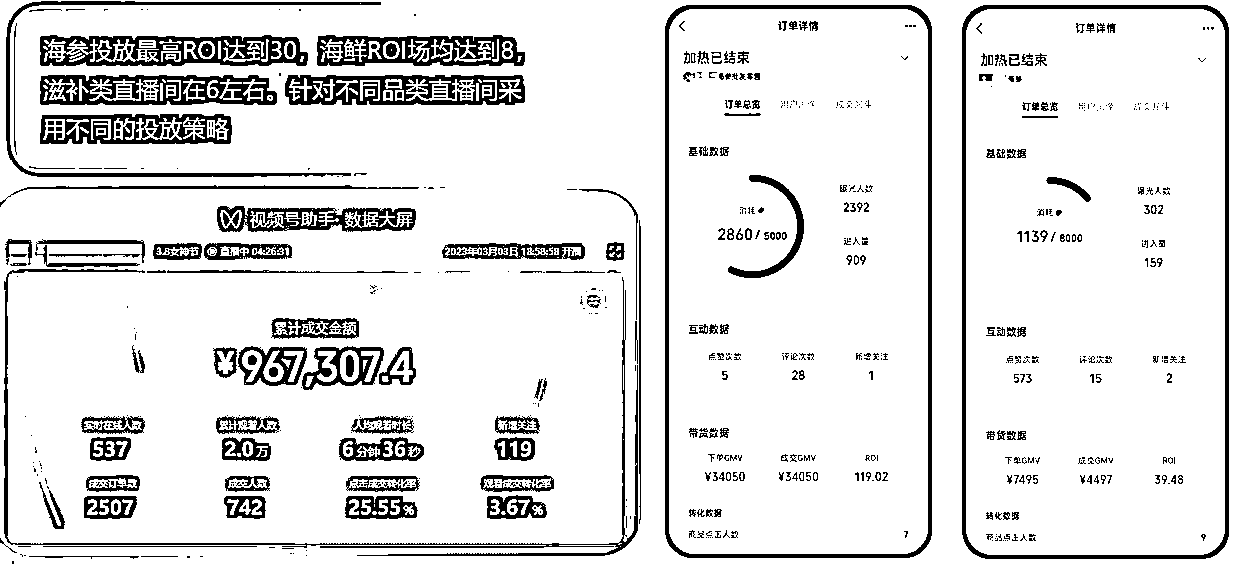 海参投放最高ROI达到30，海鲜ROI场均达到8，
滋补类直播间在6左右。针对不同品类直播间采
用不同的投放策略
视频号助手·数据大屏
3.8女神节 直播中 04:26:31
2023年03月03日 18:58:58 开播
累计成交金额
¥967,307.4
实时在线人数 累计观看人数 人均观看时长 新增关注
537 2.0万 6分钟36秒 119
成交订单数 成交人数 点击成交转化率 观看成交转化率
2507 742 25.55% 3.67%
订单详情
加热已结束
订单总览 用户画像 成交趋势
基础数据
曝光人数
2392
消耗
2860 / 5000
进入量
909
互动数据
点赞次数 评论次数 新增关注
5 28 1
带货数据
下单GMV 成交GMV ROI
¥34050 ¥34050 119.02
转化数据
商品点击人数 7
订单详情
加热已结束
订单总览
基础数据
曝光人数
302
消耗
1139 / 8000
进入量
159
互动数据
点赞次数 评论次数 新增关注
573 15 2
带货数据
下单GMV 成交GMV ROI
¥7495 ¥4497 39.48
转化数据
商品点击人数 9